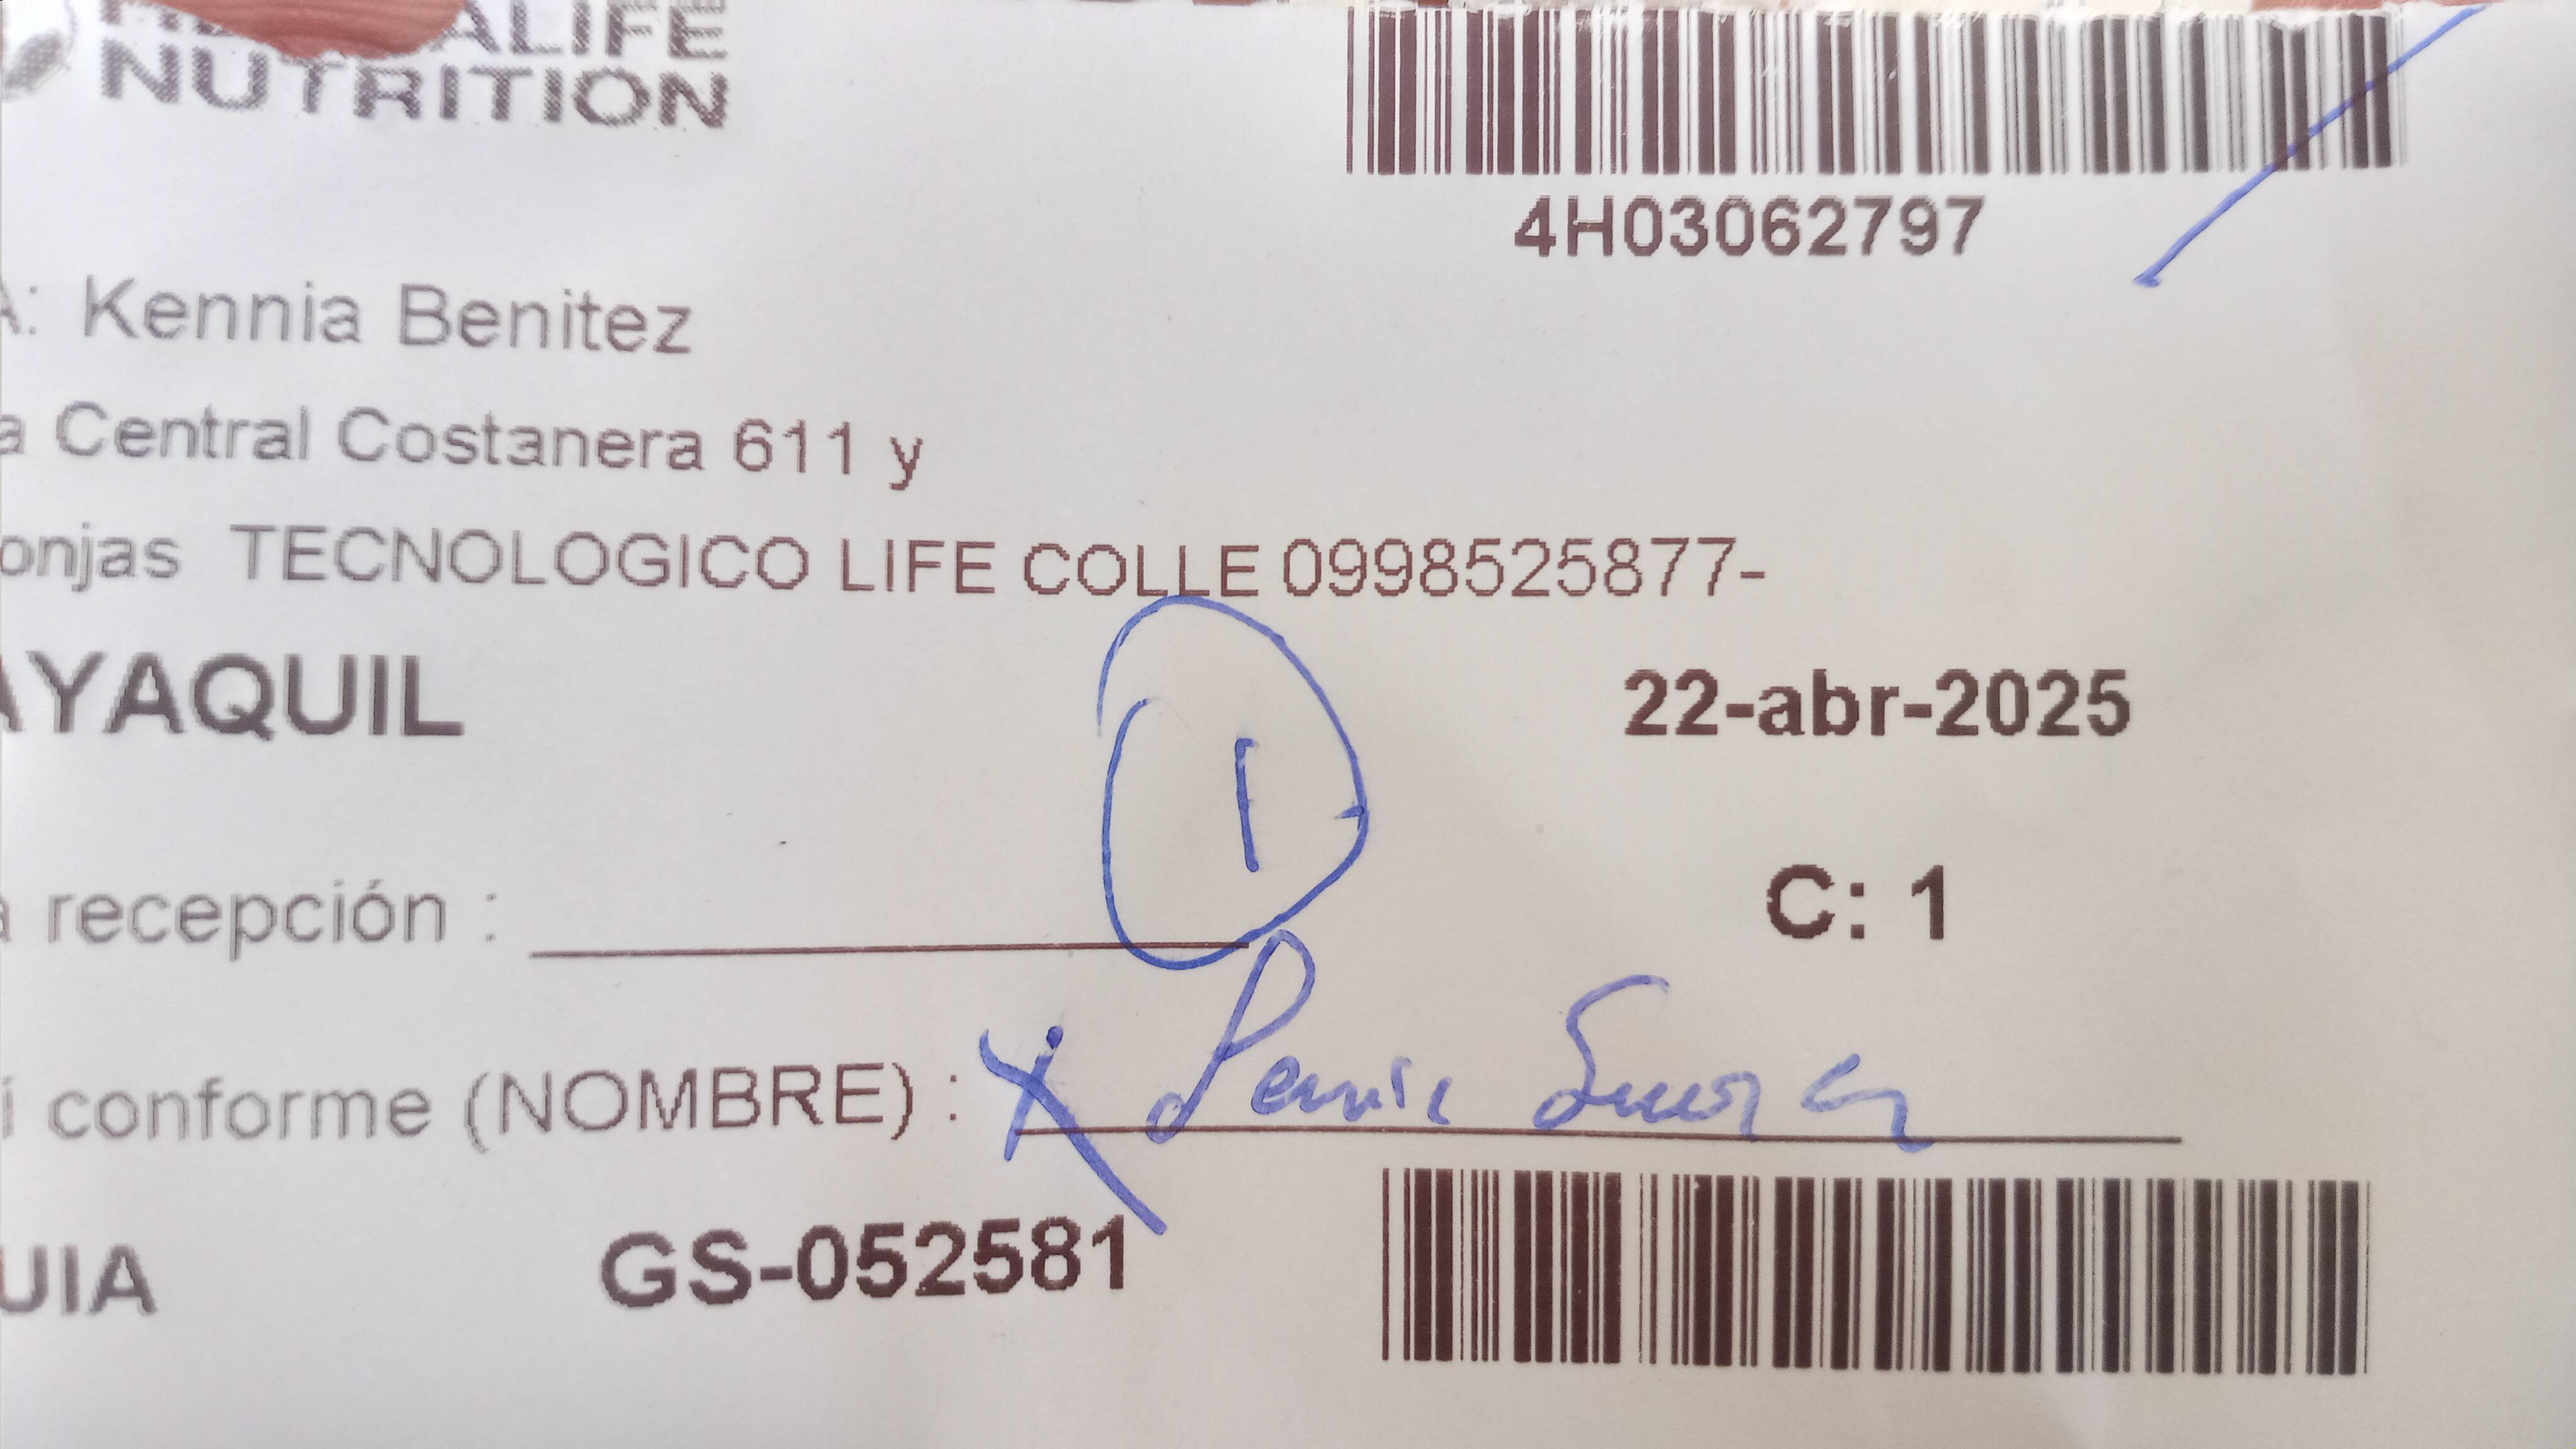 NUTRITION
4H03062797
A: Kennia Benitez
a Central Costanera 611 y
onjas TECNOLOGICO LIFE COLLE 0998525877-
AYAQUIL
22-abr-2025
1
C: 1
a recepción :
í conforme (NOMBRE) : X
UIA GS-052581